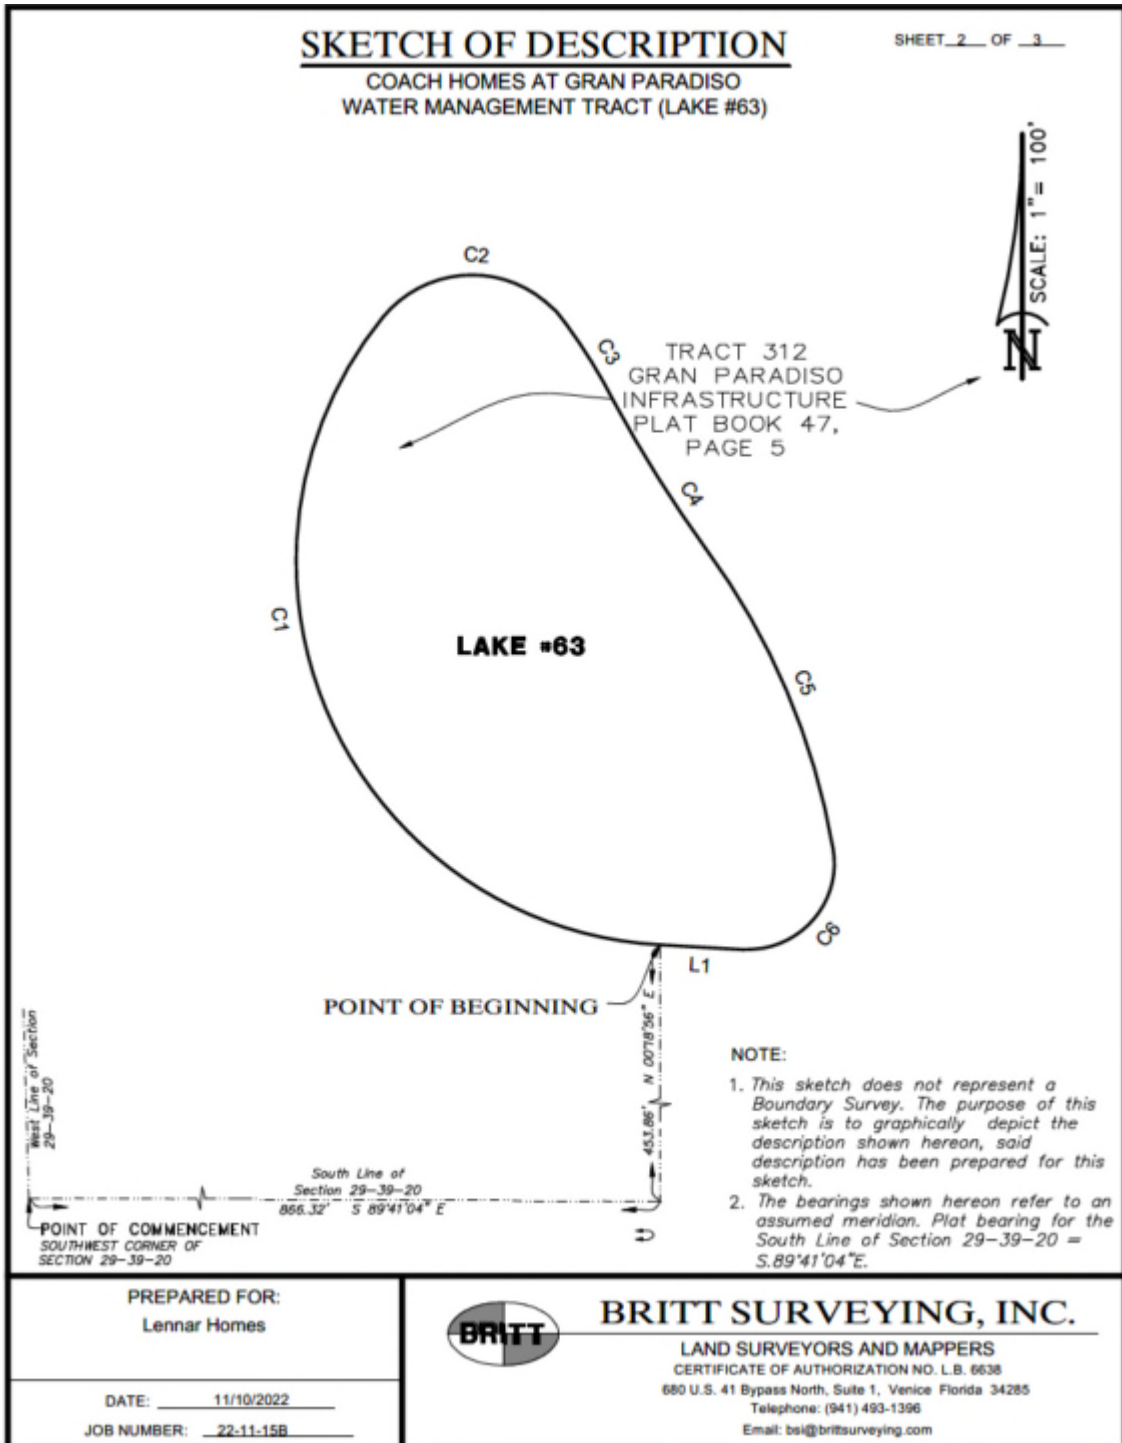 SKETCH OF DESCRIPTION
SHEET 2 OF 3
COACH HOMES AT GRAN PARADISO
WATER MANAGEMENT TRACT (LAKE #63)
SCALE: 1"= 100'
N
C2
C3
TRACT 312
GRAN PARADISO
INFRASTRUCTURE
PLAT BOOK 47,
PAGE 5
C4
C1
LAKE #63
C5
C6
L1
POINT OF BEGINNING
453.86' N 00°18'56" E
West Line of Section
29-39-20
South Line of
Section 29-39-20
866.32' S 89°41'04" E
POINT OF COMMENCEMENT
SOUTHWEST CORNER OF
SECTION 29-39-20
NOTE:
1. This sketch does not represent a
Boundary Survey. The purpose of this
sketch is to graphically depict the
description shown hereon, said
description has been prepared for this
sketch.
2. The bearings shown hereon refer to an
assumed meridian. Plat bearing for the
South Line of Section 29-39-20 =
S.89°41'04"E.
PREPARED FOR:
Lennar Homes
DATE: 11/10/2022
JOB NUMBER: 22-11-15B
BRITT
BRITT SURVEYING, INC.
LAND SURVEYORS AND MAPPERS
CERTIFICATE OF AUTHORIZATION NO. L.B. 6638
680 U.S. 41 Bypass North, Suite 1, Venice Florida 34285
Telephone: (941) 493-1396
Email: bsi@brittsurveying.com